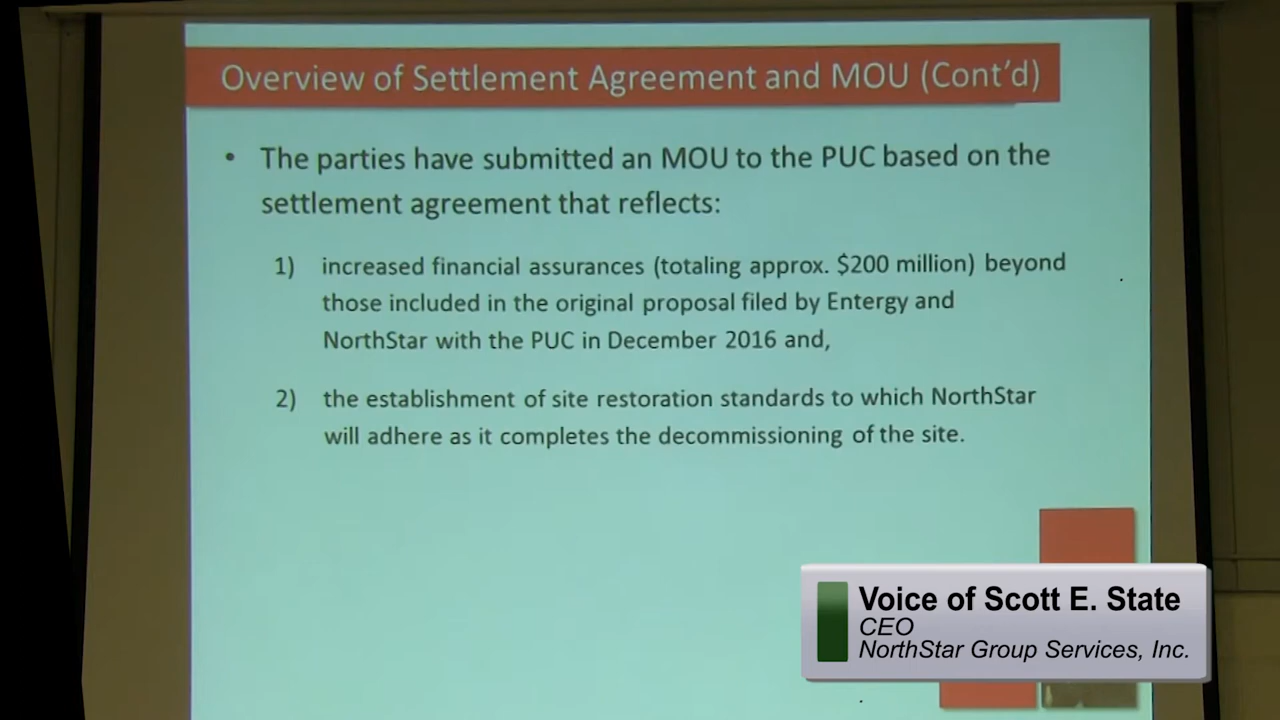 Overview of Settlement Agreement and MOU (Cont'd)
• The parties have submitted an MOU to the PUC based on the
settlement agreement that reflects:
1) increased financial assurances (totaling approx. $200 million) beyond
those included in the original proposal filed by Entergy and
NorthStar with the PUC in December 2016 and,
2) the establishment of site restoration standards to which NorthStar
will adhere as it completes the decommissioning of the site.
Voice of Scott E. State
CEO
NorthStar Group Services, Inc.